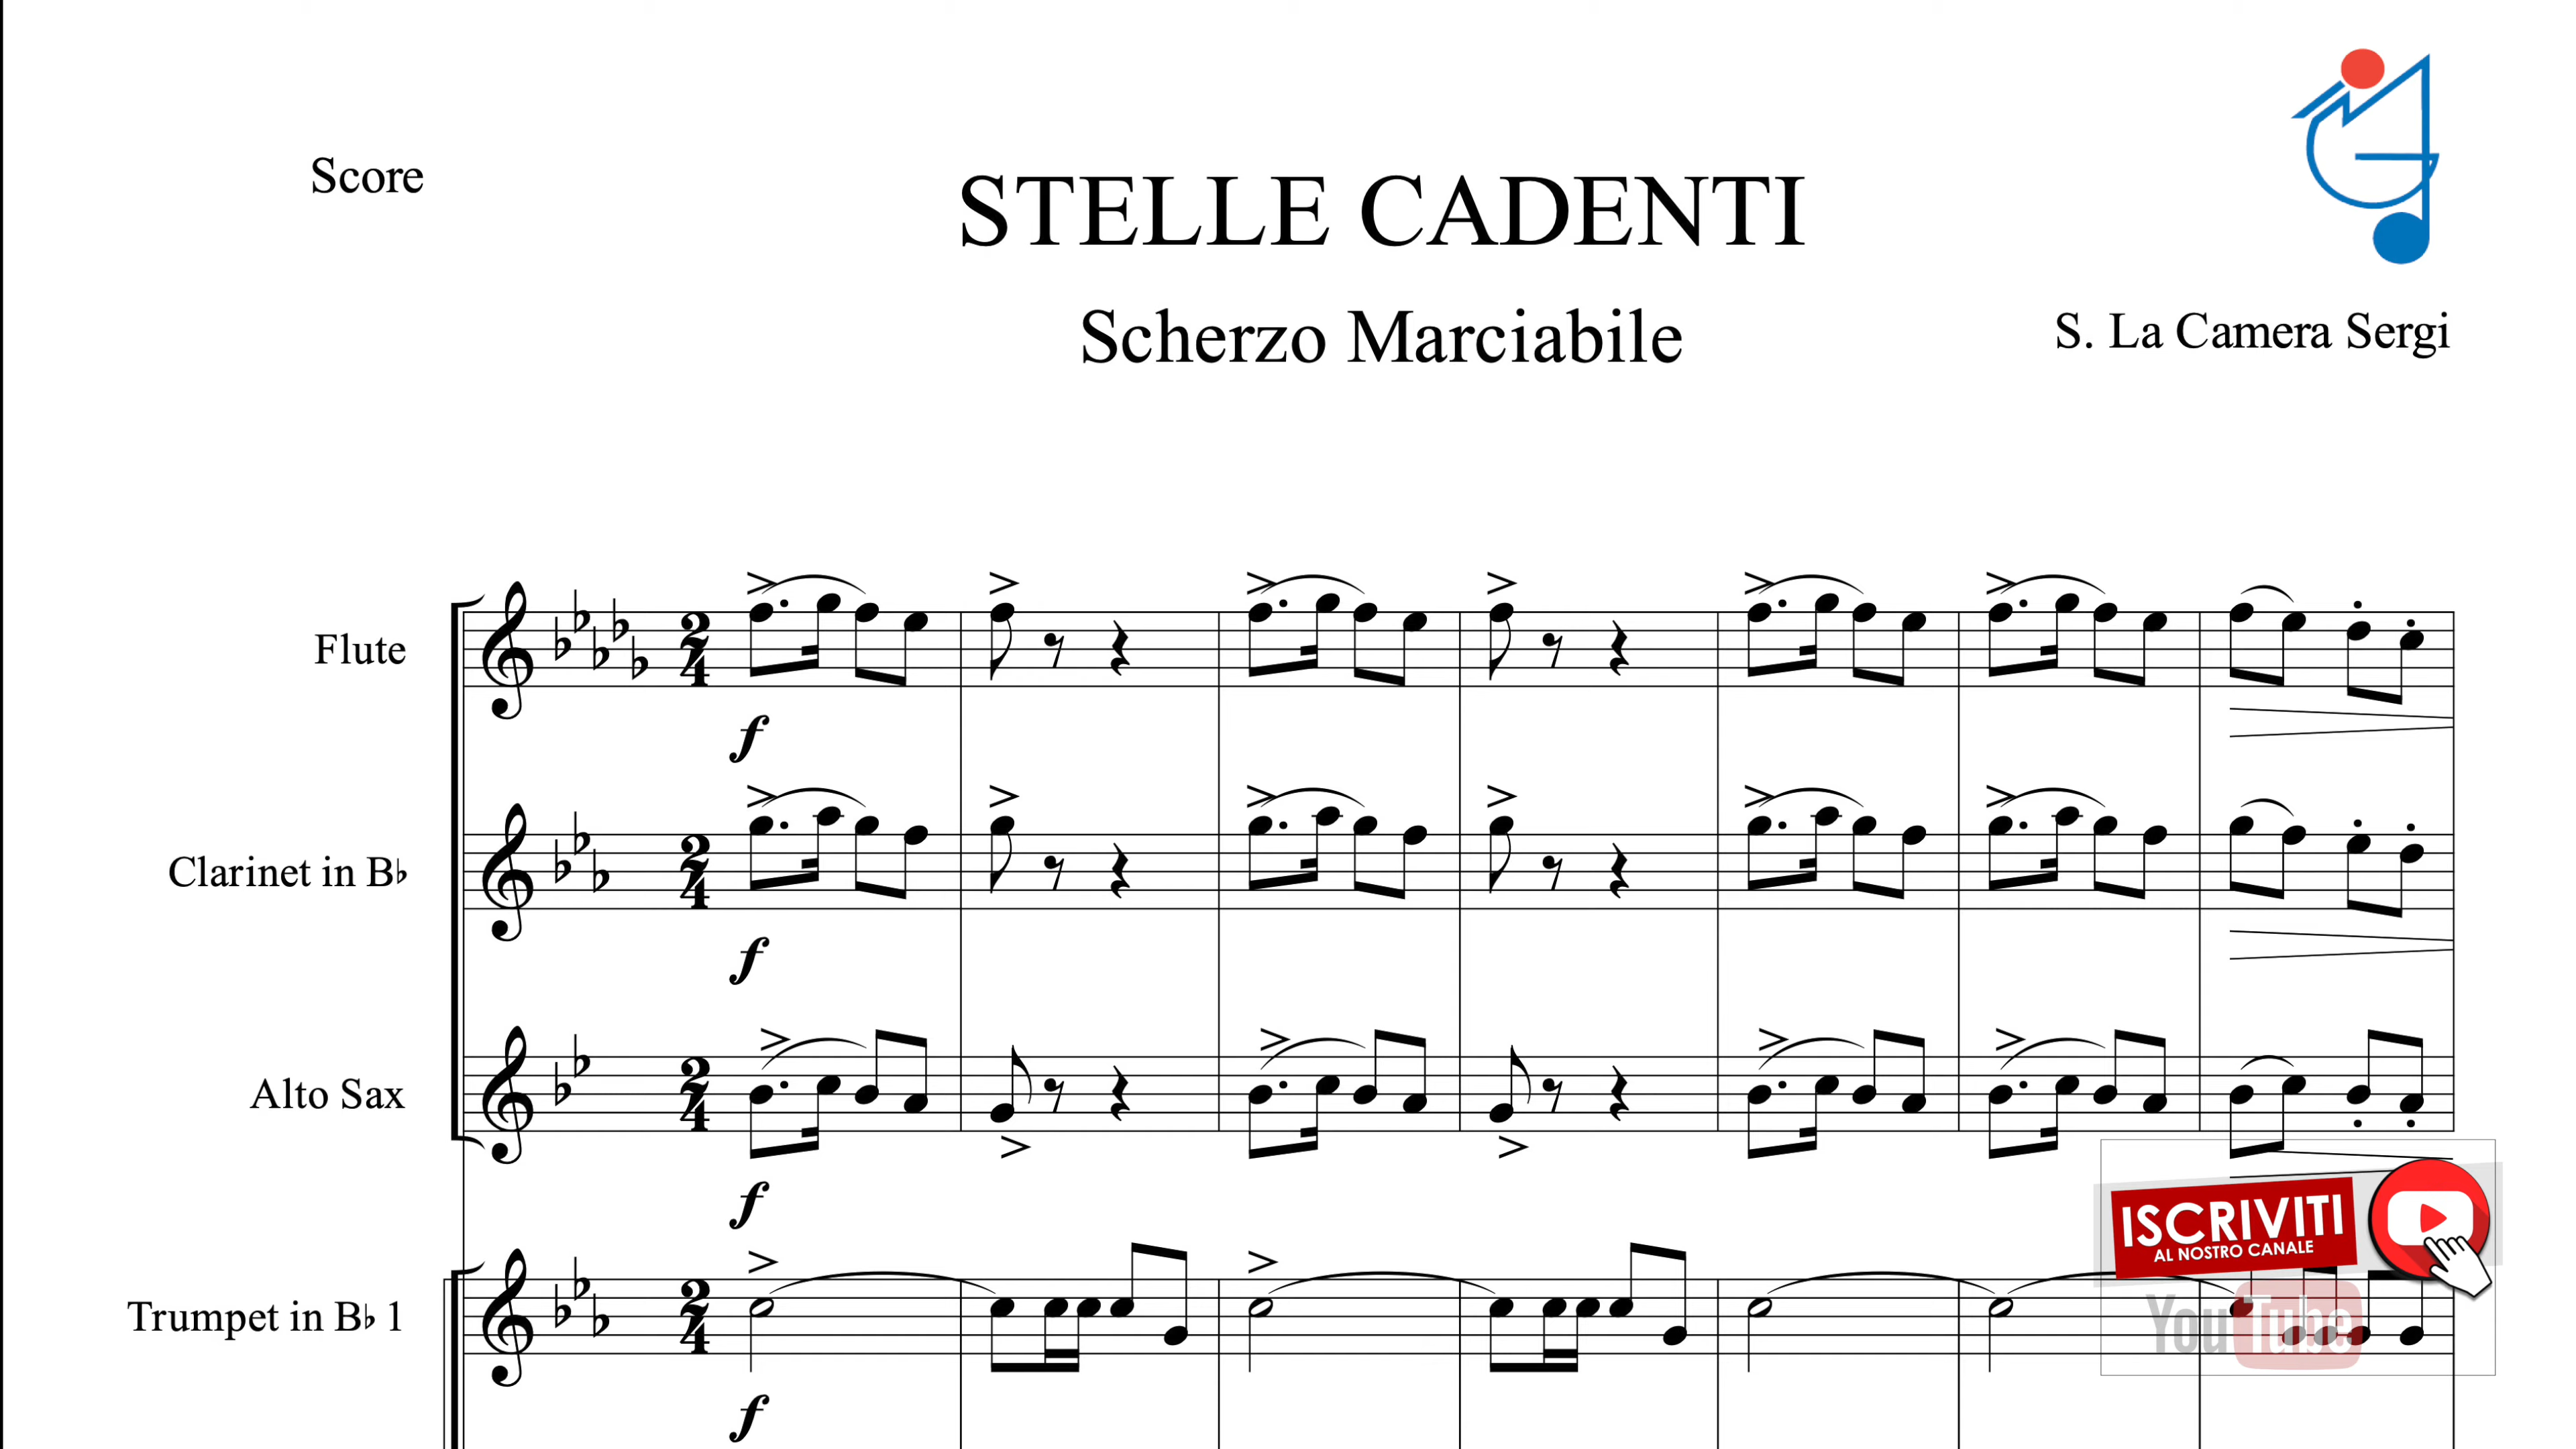 Score
STELLE CADENTI
Scherzo Marciabile
S. La Camera Sergi
Flute
f
Clarinet in B♭
f
Alto Sax
f
ISCRIVITI
AL NOSTRO CANALE
Trumpet in B♭ 1
YouTube
f